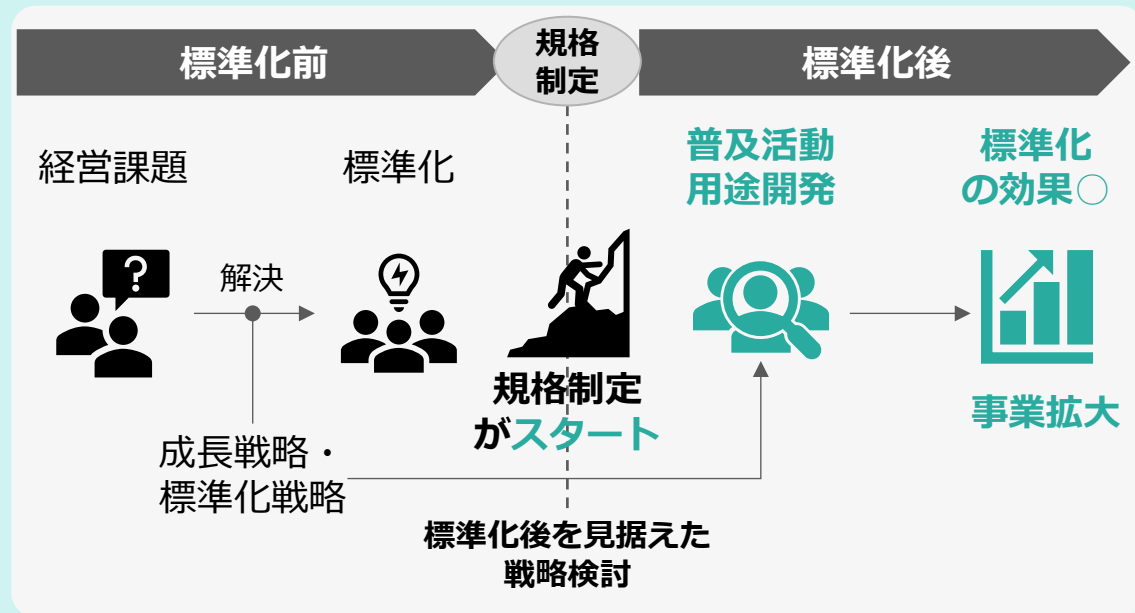 標準化前
規格
制定
標準化後
経営課題
標準化
普及活動
用途開発
標準化
の効果○
?
解決
規格制定
がスタート
事業拡大
成長戦略・
標準化戦略
標準化後を見据えた
戦略検討